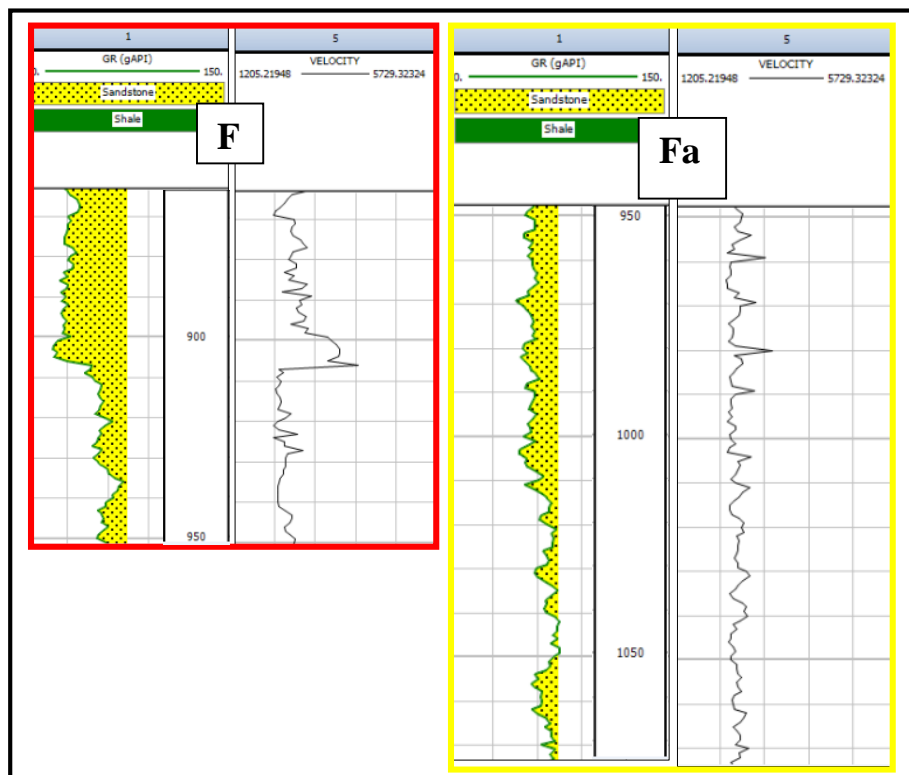 1
5
GR (gAPI)
0. 150.
Sandstone
Shale
VELOCITY
1205.21948 5729.32324
F
900
950
1
5
GR (gAPI)
0. 150.
Sandstone
Shale
VELOCITY
1205.21948 5729.32324
Fa
950
1000
1050